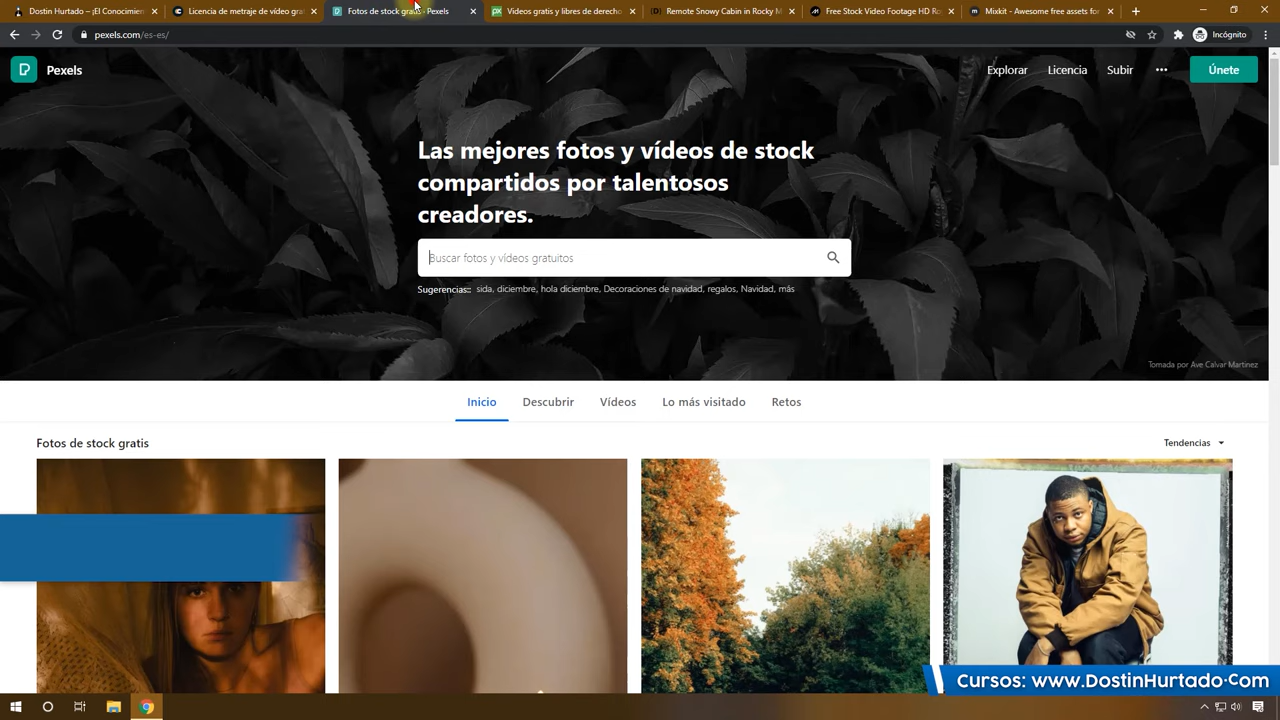 Dostin Hurtado - ¡El Conocimien
Licencia de metraje de vídeo grat
Fotos de stock gratis · Pexels
Videos gratis y libres de derecho
Remote Snowy Cabin in Rocky M
Free Stock Video Footage HD Ro
Mixkit - Awesome free assets for
pexels.com/es-es/
Incógnito
Pexels
Explorar
Licencia
Subir
Únete
Las mejores fotos y vídeos de stock
compartidos por talentosos
creadores.
Buscar fotos y vídeos gratuitos
Sugerencias: sida, diciembre, hola diciembre, Decoraciones de navidad, regalos, Navidad, más
Tomada por Ave Calvar Martinez
Inicio
Descubrir
Vídeos
Lo más visitado
Retos
Fotos de stock gratis
Tendencias
Cursos: www.DostinHurtado.Com